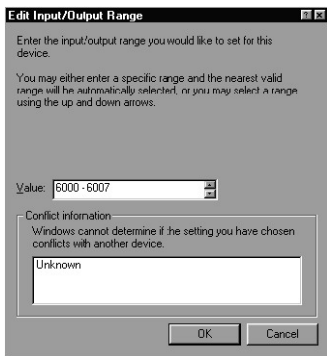 Edit Input/Output Range
Enter the input/output range you would like to set for this
device.
You may either enter a specific range and the nearest valid
range will be automatically selected, or you may select a range
using the up and down arrows.
Value: 6000 - 6007
Conflict information
Windows cannot determine if the setting you have chosen
conflicts with another device.
Unknown
OK Cancel